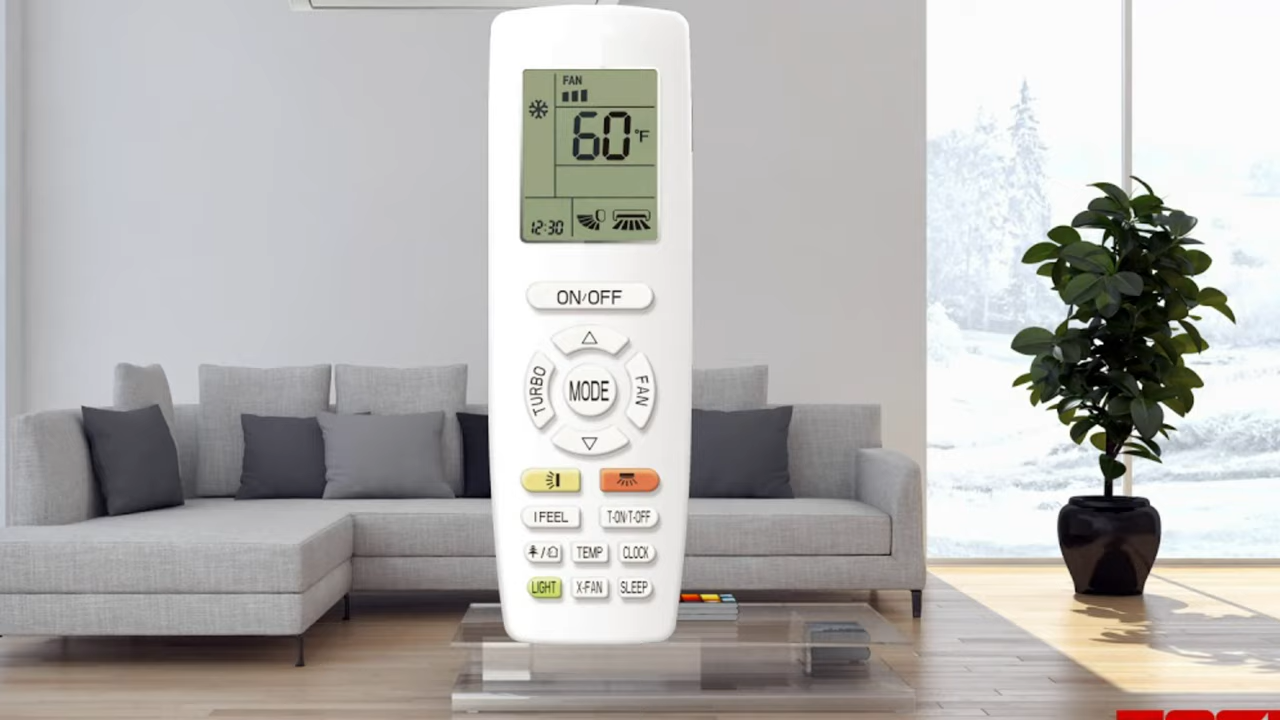 FAN
60°F
12:30
ON/OFF
TURBO
MODE
FAN
I FEEL
T-ON/T-OFF
TEMP
CLOCK
LIGHT
X-FAN
SLEEP